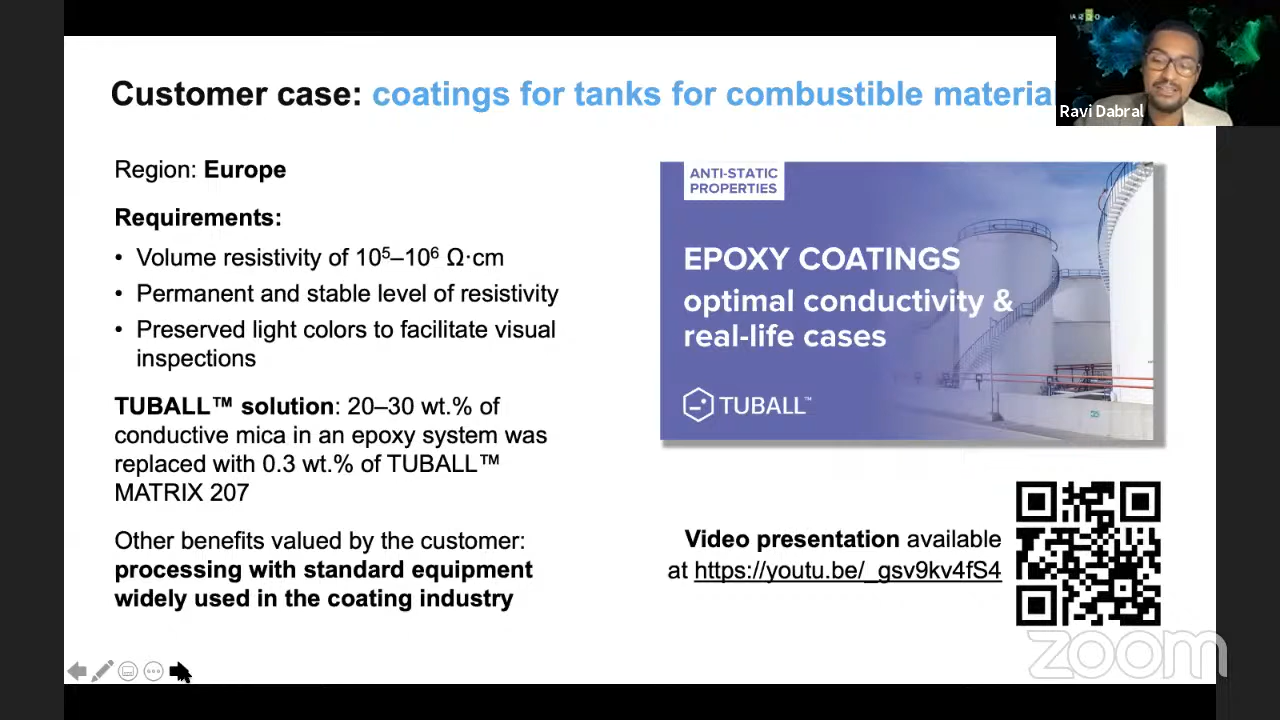 Customer case: coatings for tanks for combustible materia
Ravi Dabral
Region: Europe
Requirements:
• Volume resistivity of 10⁵–10⁶ Ω·cm
• Permanent and stable level of resistivity
• Preserved light colors to facilitate visual
inspections
TUBALL™ solution: 20–30 wt.% of
conductive mica in an epoxy system was
replaced with 0.3 wt.% of TUBALL™
MATRIX 207
Other benefits valued by the customer:
processing with standard equipment
widely used in the coating industry
ANTI-STATIC
PROPERTIES
EPOXY COATINGS
optimal conductivity &
real-life cases
TUBALL™
Video presentation available
at https://youtu.be/_gsv9kv4fS4
zoom